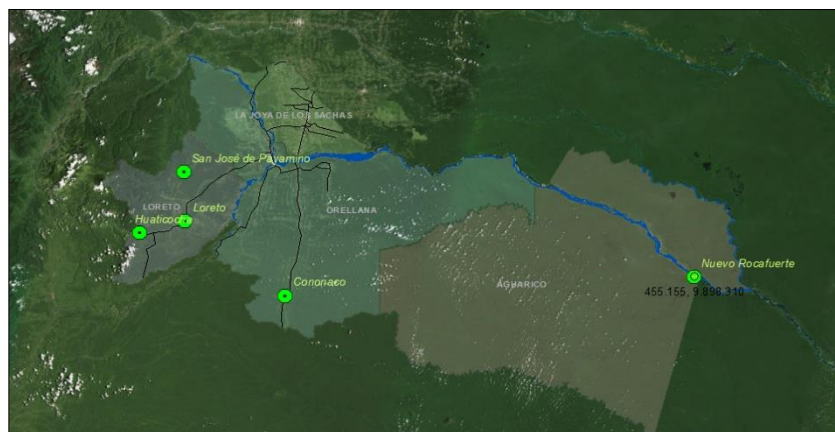 LA JOYA DE LOS SACHAS
San José de Payamino
LORETO
Loreto
Huaticocha
ORELLANA
Nuevo Rocafuerte
Cononaco
AGUARICO
455.155, 9.898.310